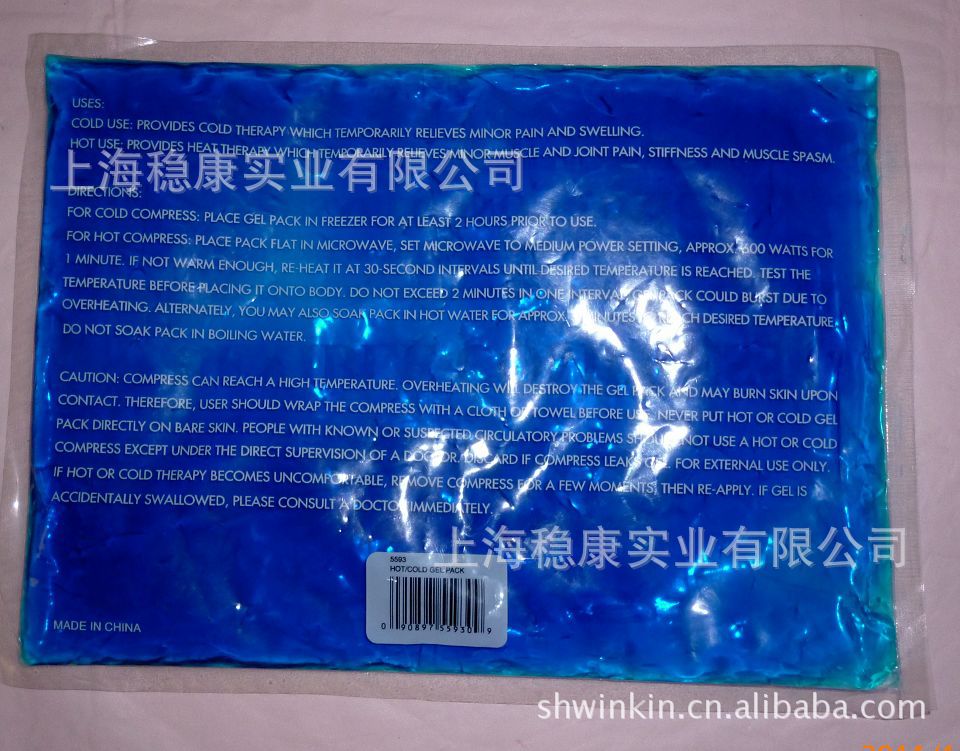 USES:
COLD USE: PROVIDES COLD THERAPY WHICH TEMPORARILY RELIEVES MINOR PAIN AND SWELLING.
HOT USE: PROVIDES HEAT THERAPY WHICH TEMPORARILY RELIEVES MINOR MUSCLE AND JOINT PAIN, STIFFNESS AND MUSCLE SPASM.
上海稳康实业有限公司
DIRECTIONS:
FOR COLD COMPRESS: PLACE GEL PACK IN FREEZER FOR AT LEAST 2 HOURS PRIOR TO USE.
FOR HOT COMPRESS: PLACE PACK FLAT IN MICROWAVE, SET MICROWAVE TO MEDIUM POWER SETTING, APPROX. 600 WATTS FOR
1 MINUTE. IF NOT WARM ENOUGH, RE-HEAT IT AT 30-SECOND INTERVALS UNTIL DESIRED TEMPERATURE IS REACHED. TEST THE
TEMPERATURE BEFORE PLACING IT ONTO BODY. DO NOT EXCEED 2 MINUTES IN ONE INTERVAL, GEL PACK COULD BURST DUE TO
OVERHEATING. ALTERNATELY, YOU MAY ALSO SOAK PACK IN HOT WATER FOR APPROX. MINUTES TO REACH DESIRED TEMPERATURE.
DO NOT SOAK PACK IN BOILING WATER.
CAUTION: COMPRESS CAN REACH A HIGH TEMPERATURE. OVERHEATING WILL DESTROY THE GEL PACK AND MAY BURN SKIN UPON
CONTACT. THEREFORE, USER SHOULD WRAP THE COMPRESS WITH A CLOTH OR TOWEL BEFORE USE. NEVER PUT HOT OR COLD GEL
PACK DIRECTLY ON BARE SKIN. PEOPLE WITH KNOWN OR SUSPECTED CIRCULATORY PROBLEMS SHOULD NOT USE A HOT OR COLD
COMPRESS EXCEPT UNDER THE DIRECT SUPERVISION OF A DOCTOR. DISCARD IF COMPRESS LEAKS GEL. FOR EXTERNAL USE ONLY.
IF HOT OR COLD THERAPY BECOMES UNCOMFORTABLE, REMOVE COMPRESS FOR A FEW MOMENTS, THEN RE-APPLY. IF GEL IS
ACCIDENTALLY SWALLOWED, PLEASE CONSULT A DOCTOR IMMEDIATELY.
上海稳康实业有限公司
5593
HOT/COLD GEL PACK
0 90897 55930 9
MADE IN CHINA
shwinkin.cn.alibaba.com